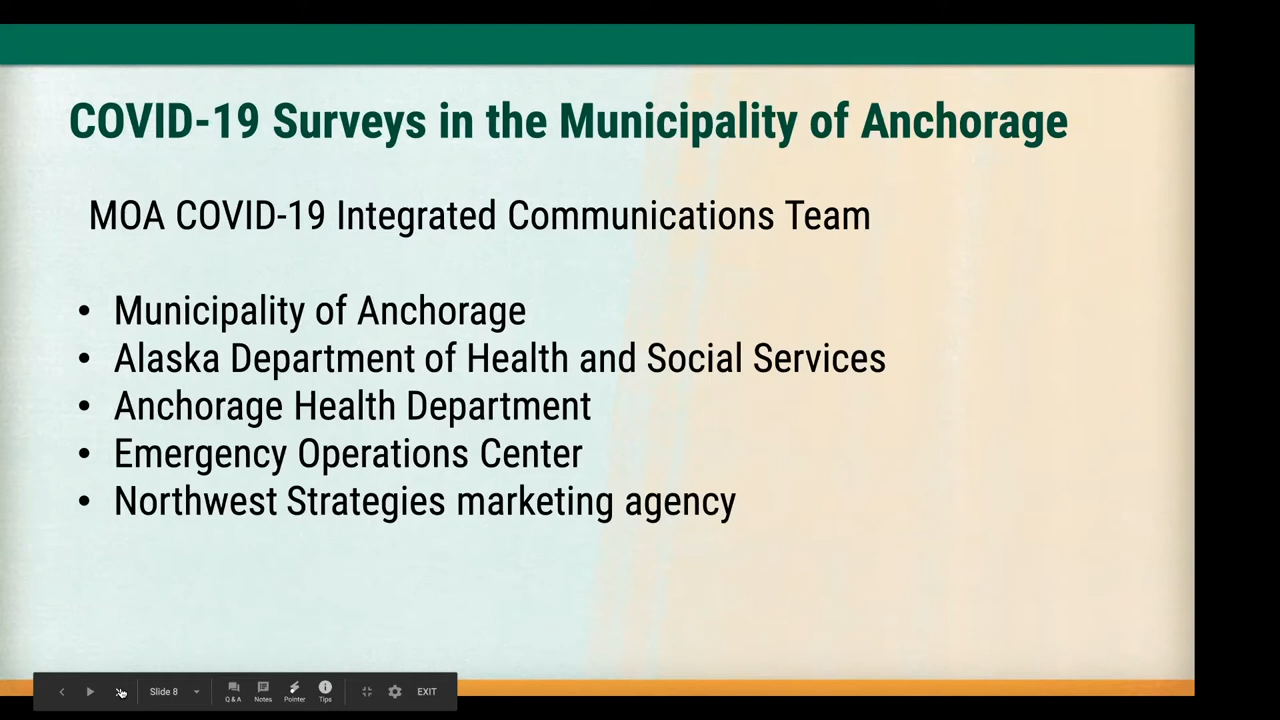 COVID-19 Surveys in the Municipality of Anchorage
MOA COVID-19 Integrated Communications Team
• Municipality of Anchorage
• Alaska Department of Health and Social Services
• Anchorage Health Department
• Emergency Operations Center
• Northwest Strategies marketing agency
Slide 8
Q & A
Notes
Pointer
Tips
EXIT